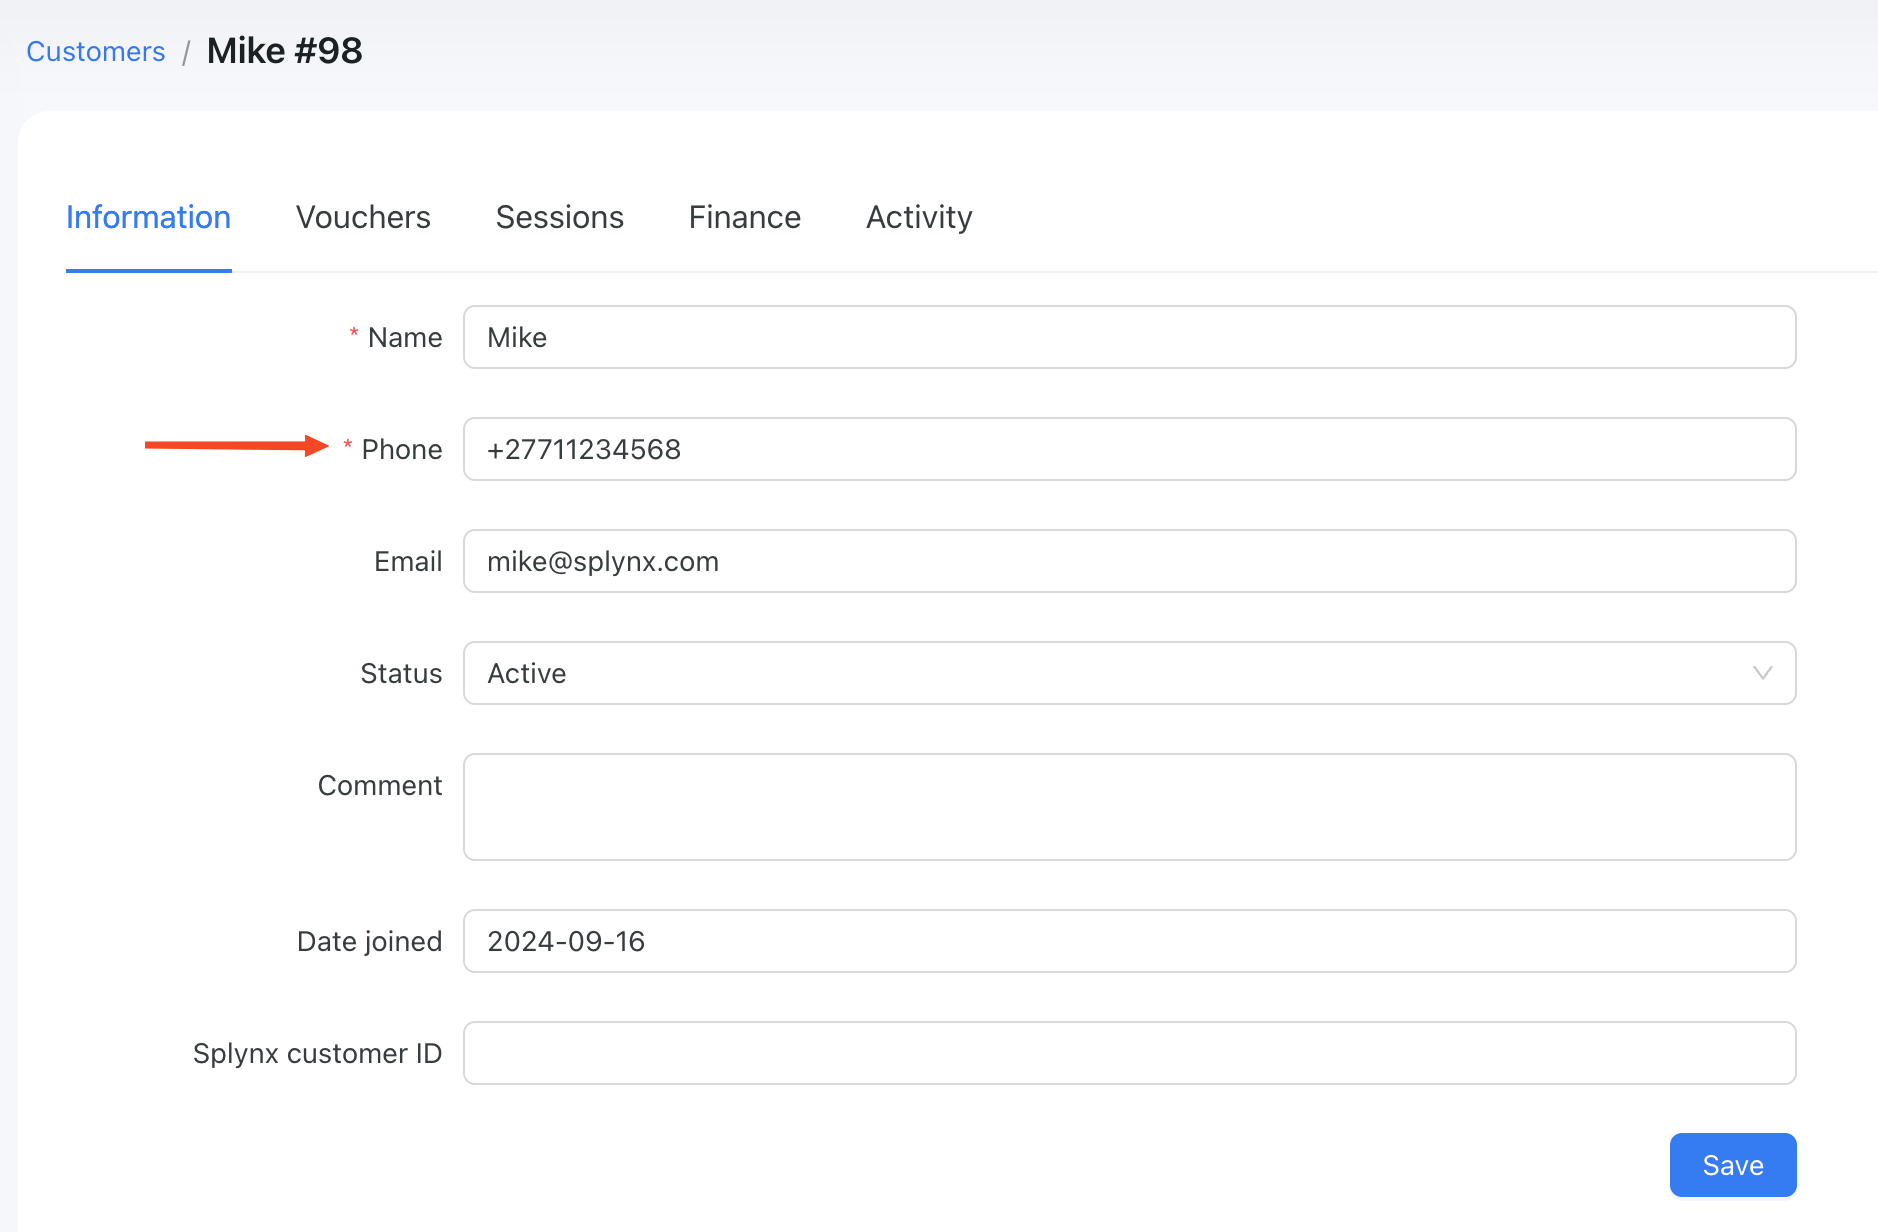 Customers / Mike #98
Information Vouchers Sessions Finance Activity
* Name Mike
* Phone +27711234568
Email mike@splynx.com
Status Active
Comment
Date joined 2024-09-16
Splynx customer ID
Save